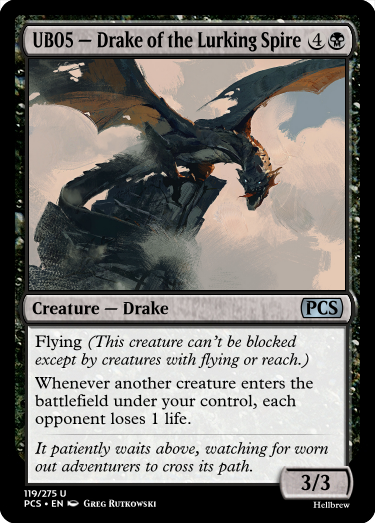 UB05 — Drake of the Lurking Spire 4
Creature — Drake PCS
Flying (This creature can't be blocked
except by creatures with flying or reach.)
Whenever another creature enters the
battlefield under your control, each
opponent loses 1 life.
It patiently waits above, watching for worn
out adventurers to cross its path.
3/3
119/275 U
PCS • EN Greg Rutkowski
Hellbrew